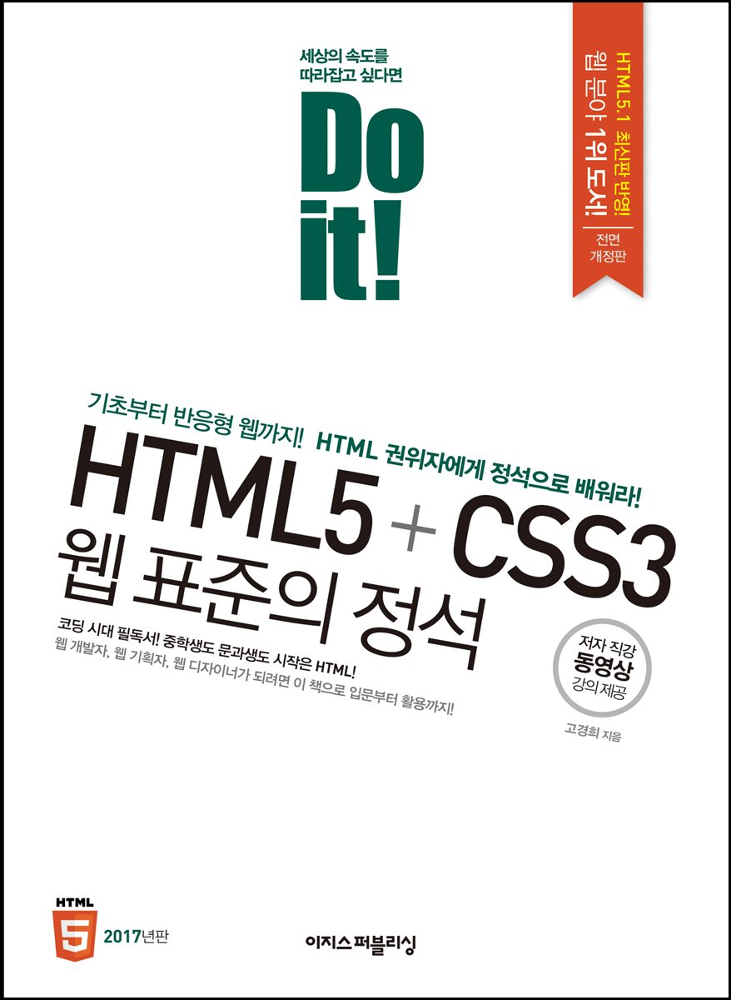 세상의 속도를
따라잡고 싶다면
Do
it!
HTML5.1 최신판 반영!
웹 분야 1위 도서!
전면
개정판
기초부터 반응형 웹까지! HTML 권위자에게 정석으로 배워라!
HTML5 + CSS3
웹 표준의 정석
코딩 시대 필독서! 중학생도 문과생도 시작은 HTML!
웹 개발자, 웹 기획자, 웹 디자이너가 되려면 이 책으로 입문부터 활용까지!
저자 직강
동영상
강의 제공
고경희 지음
HTML
5
2017년판
이지스퍼블리싱